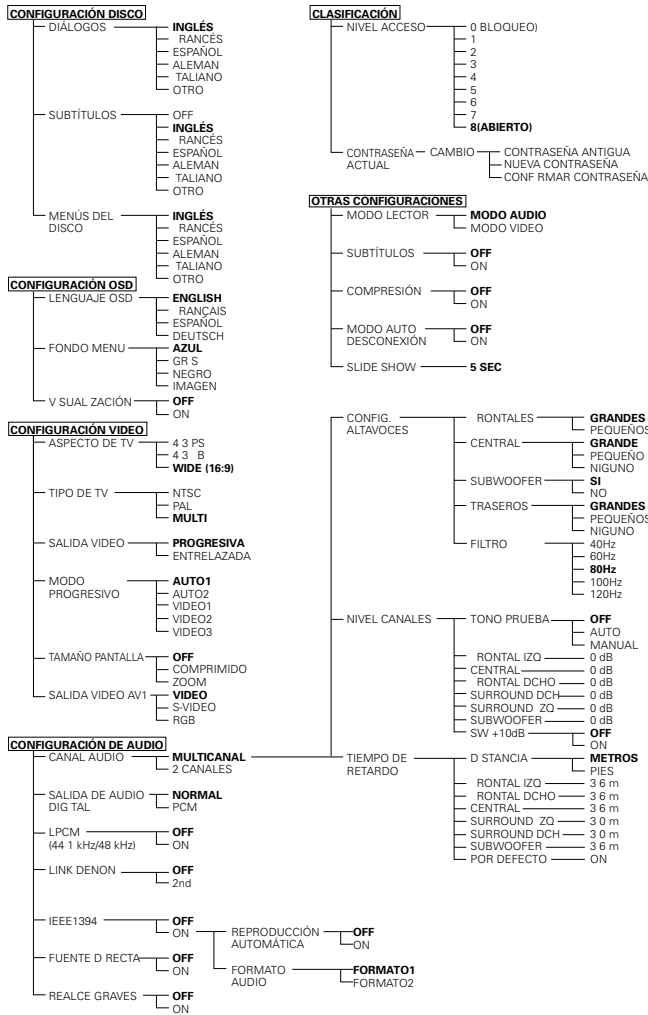 CONFIGURACIÓN DISCO
DIÁLOGOS
INGLÉS
RANCÉS
ESPAÑOL
ALEMAN
TALIANO
OTRO
SUBTÍTULOS
OFF
INGLÉS
RANCÉS
ESPAÑOL
ALEMAN
TALIANO
OTRO
MENÚS DEL
DISCO
INGLÉS
RANCÉS
ESPAÑOL
ALEMAN
TALIANO
OTRO
CONFIGURACIÓN OSD
LENGUAJE OSD
ENGLISH
RANÇAIS
ESPAÑOL
DEUTSCH
FONDO MENU
AZUL
GR S
NEGRO
IMAGEN
V SUAL ZACIÓN
OFF
ON
CONFIGURACIÓN VIDEO
ASPECTO DE TV
4 3 PS
4 3 B
WIDE (16:9)
TIPO DE TV
NTSC
PAL
MULTI
SALIDA VIDEO
PROGRESIVA
ENTRELAZADA
MODO
PROGRESIVO
AUTO1
AUTO2
VIDEO1
VIDEO2
VIDEO3
TAMAÑO PANTALLA
OFF
COMPRIMIDO
ZOOM
SALIDA VIDEO AV1
VIDEO
S-VIDEO
RGB
CONFIGURACIÓN DE AUDIO
CANAL AUDIO
MULTICANAL
2 CANALES
SALIDA DE AUDIO
DIG TAL
NORMAL
PCM
LPCM
(44 1 kHz/48 kHz)
OFF
ON
LINK DENON
OFF
2nd
IEEE1394
OFF
ON
REPRODUCCIÓN
AUTOMÁTICA
OFF
ON
FORMATO
AUDIO
FORMATO1
FORMATO2
FUENTE D RECTA
OFF
ON
REALCE GRAVES
OFF
ON
CLASIFICACIÓN
NIVEL ACCESO
0 BLOQUEO)
1
2
3
4
5
6
7
8(ABIERTO)
CONTRASEÑA
ACTUAL
CAMBIO
CONTRASEÑA ANTIGUA
NUEVA CONTRASEÑA
CONF RMAR CONTRASEÑA
OTRAS CONFIGURACIONES
MODO LECTOR
MODO AUDIO
MODO VIDEO
SUBTÍTULOS
OFF
ON
COMPRESIÓN
OFF
ON
MODO AUTO
DESCONEXIÓN
OFF
ON
SLIDE SHOW
5 SEC
CONFIG.
ALTAVOCES
RONTALES
GRANDES
PEQUEÑOS
CENTRAL
GRANDE
PEQUEÑO
NIGUNO
SUBWOOFER
SI
NO
TRASEROS
GRANDES
PEQUEÑOS
NIGUNO
FILTRO
40Hz
60Hz
80Hz
100Hz
120Hz
NIVEL CANALES
TONO PRUEBA
OFF
AUTO
MANUAL
RONTAL IZQ 0 dB
CENTRAL 0 dB
RONTAL DCHO 0 dB
SURROUND DCH 0 dB
SURROUND ZQ 0 dB
SUBWOOFER 0 dB
SW +10dB
OFF
ON
TIEMPO DE
RETARDO
D STANCIA
METROS
PIES
RONTAL IZQ 3 6 m
RONTAL DCHO 3 6 m
CENTRAL 3 6 m
SURROUND ZQ 3 0 m
SURROUND DCH 3 0 m
SUBWOOFER 3 6 m
POR DEFECTO ON